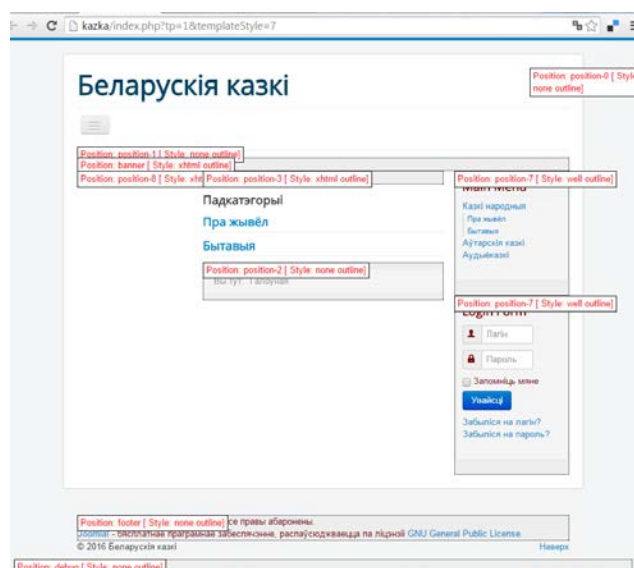 kazka/index.php?tp=1&templateStyle=7
Беларускія казкі
Position: position-0 [ Style: none outline]
Position: position-1 [ Style: none outline]
Position: banner [ Style: xhtml outline]
Position: position-8 [ Style: xht
Position: position-3 [ Style: xhtml outline]
Падкатэгорыі
Пра жывёл
Бытавыя
Position: position-2 [ Style: none outline]
Вы тут: Галоўная
Position: position-7 [ Style: well outline]
Main Menu
Казкі народныя
Пра жывёл
Бытавыя
Аўтарскія казкі
Аудыёказкі
Position: position-7 [ Style: well outline]
Login Form
Лагін
Пароль
Запомніць мяне
Увайсці
Забыліся на лагін?
Забыліся на пароль?
Position: footer [ Style: none outline]
се правы абаронены.
Joomla! - бясплатнае праграмнае забеспячэнне, распаўсюджваецца па ліцэнзіі GNU General Public License.
© 2016 Беларускія казкі
Наверх
Position: debug [ Style: none outline]